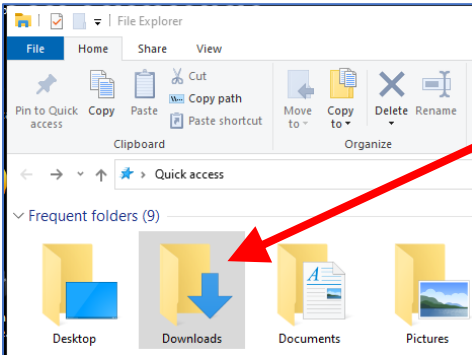 File Explorer
File Home Share View
Cut
Copy path
Paste shortcut
Pin to Quick access
Copy
Paste
Move to
Copy to
Delete
Rename
Clipboard Organize
Quick access
Frequent folders (9)
Desktop Downloads Documents Pictures